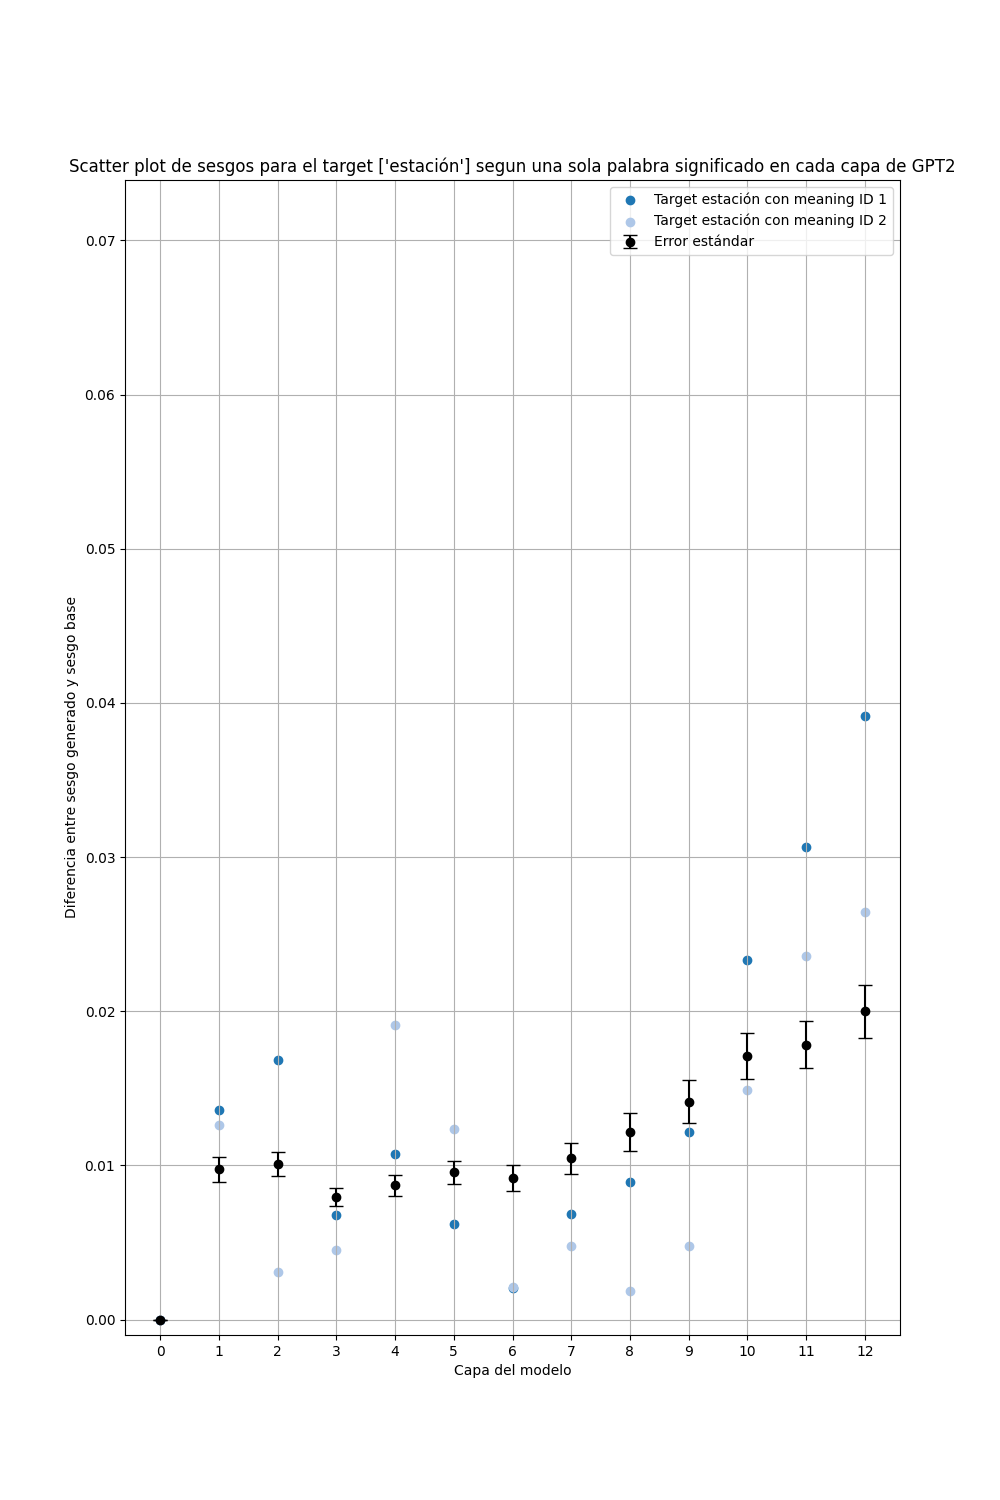 Scatter plot de sesgos para el target ['estación'] segun una sola palabra significado en cada capa de GPT2
Target estación con meaning ID 1
Target estación con meaning ID 2
Error estándar
0.07
0.06
0.05
0.04
0.03
0.02
0.01
0.00
Diferencia entre sesgo generado y sesgo base
0 1 2 3 4 5 6 7 8 9 10 11 12
Capa del modelo